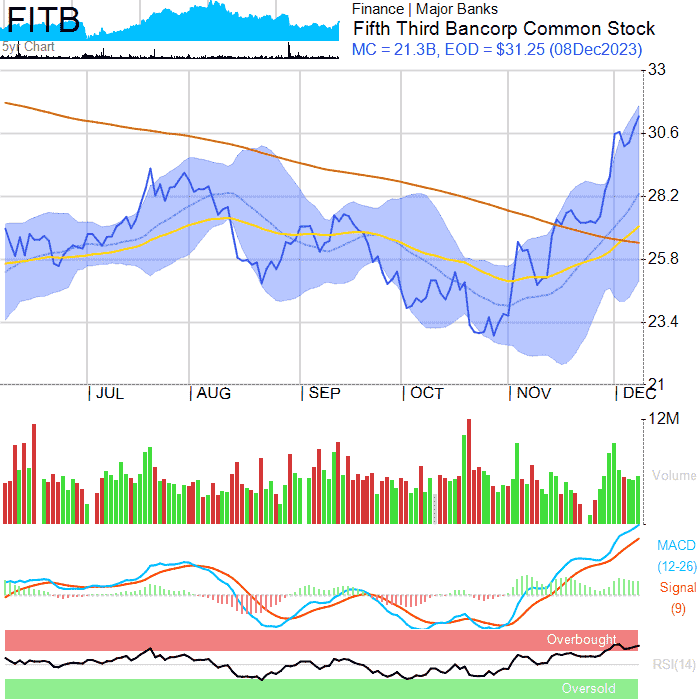 FITB
5yr Chart
Finance | Major Banks
Fifth Third Bancorp Common Stock
MC = 21.3B, EOD = $31.25 (08Dec2023)
33
30.6
28.2
25.8
23.4
21
| JUL | AUG | SEP | OCT | NOV | DEC
12M
Volume
MACD
(12-26)
Signal
(9)
Overbought
RSI(14)
Oversold